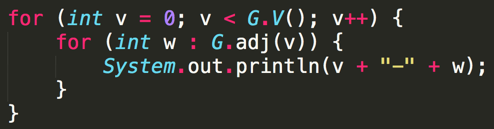 for (int v = 0; v < G.V(); v++) {
    for (int w : G.adj(v)) {
        System.out.println(v + "-" + w);
    }
}